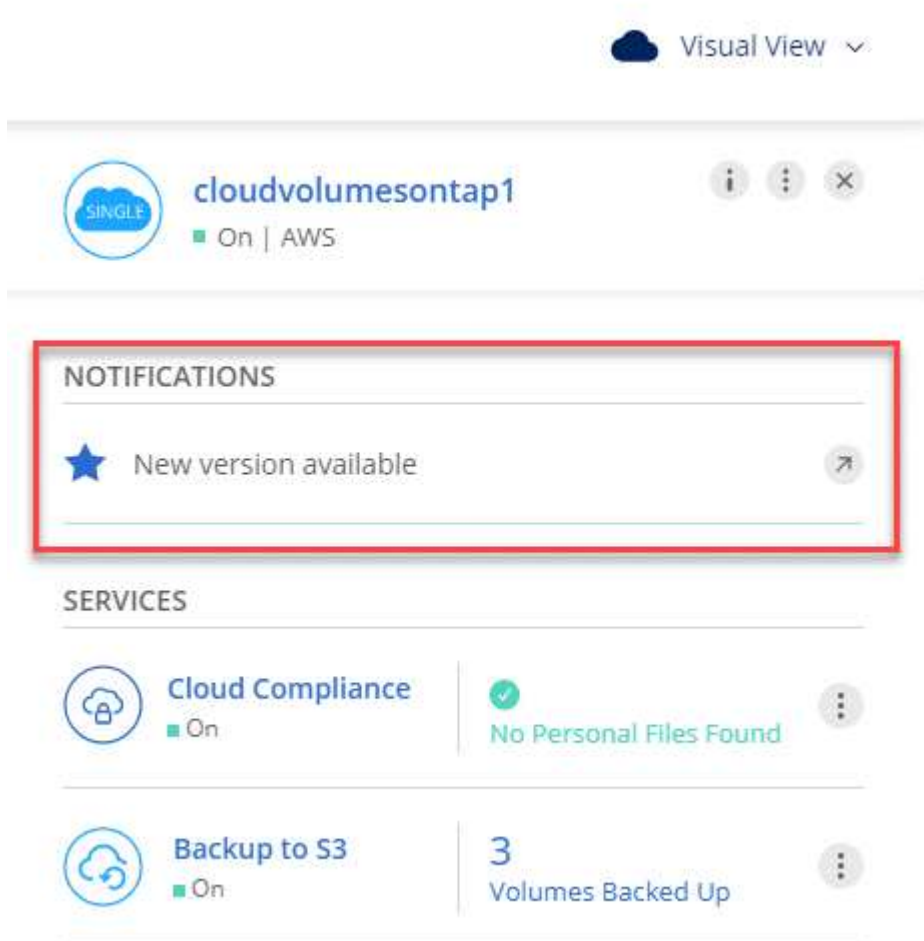 Visual View
SINGLE
cloudvolumesontap1
On | AWS
NOTIFICATIONS
New version available
SERVICES
Cloud Compliance
On
No Personal Files Found
Backup to S3
On
3
Volumes Backed Up